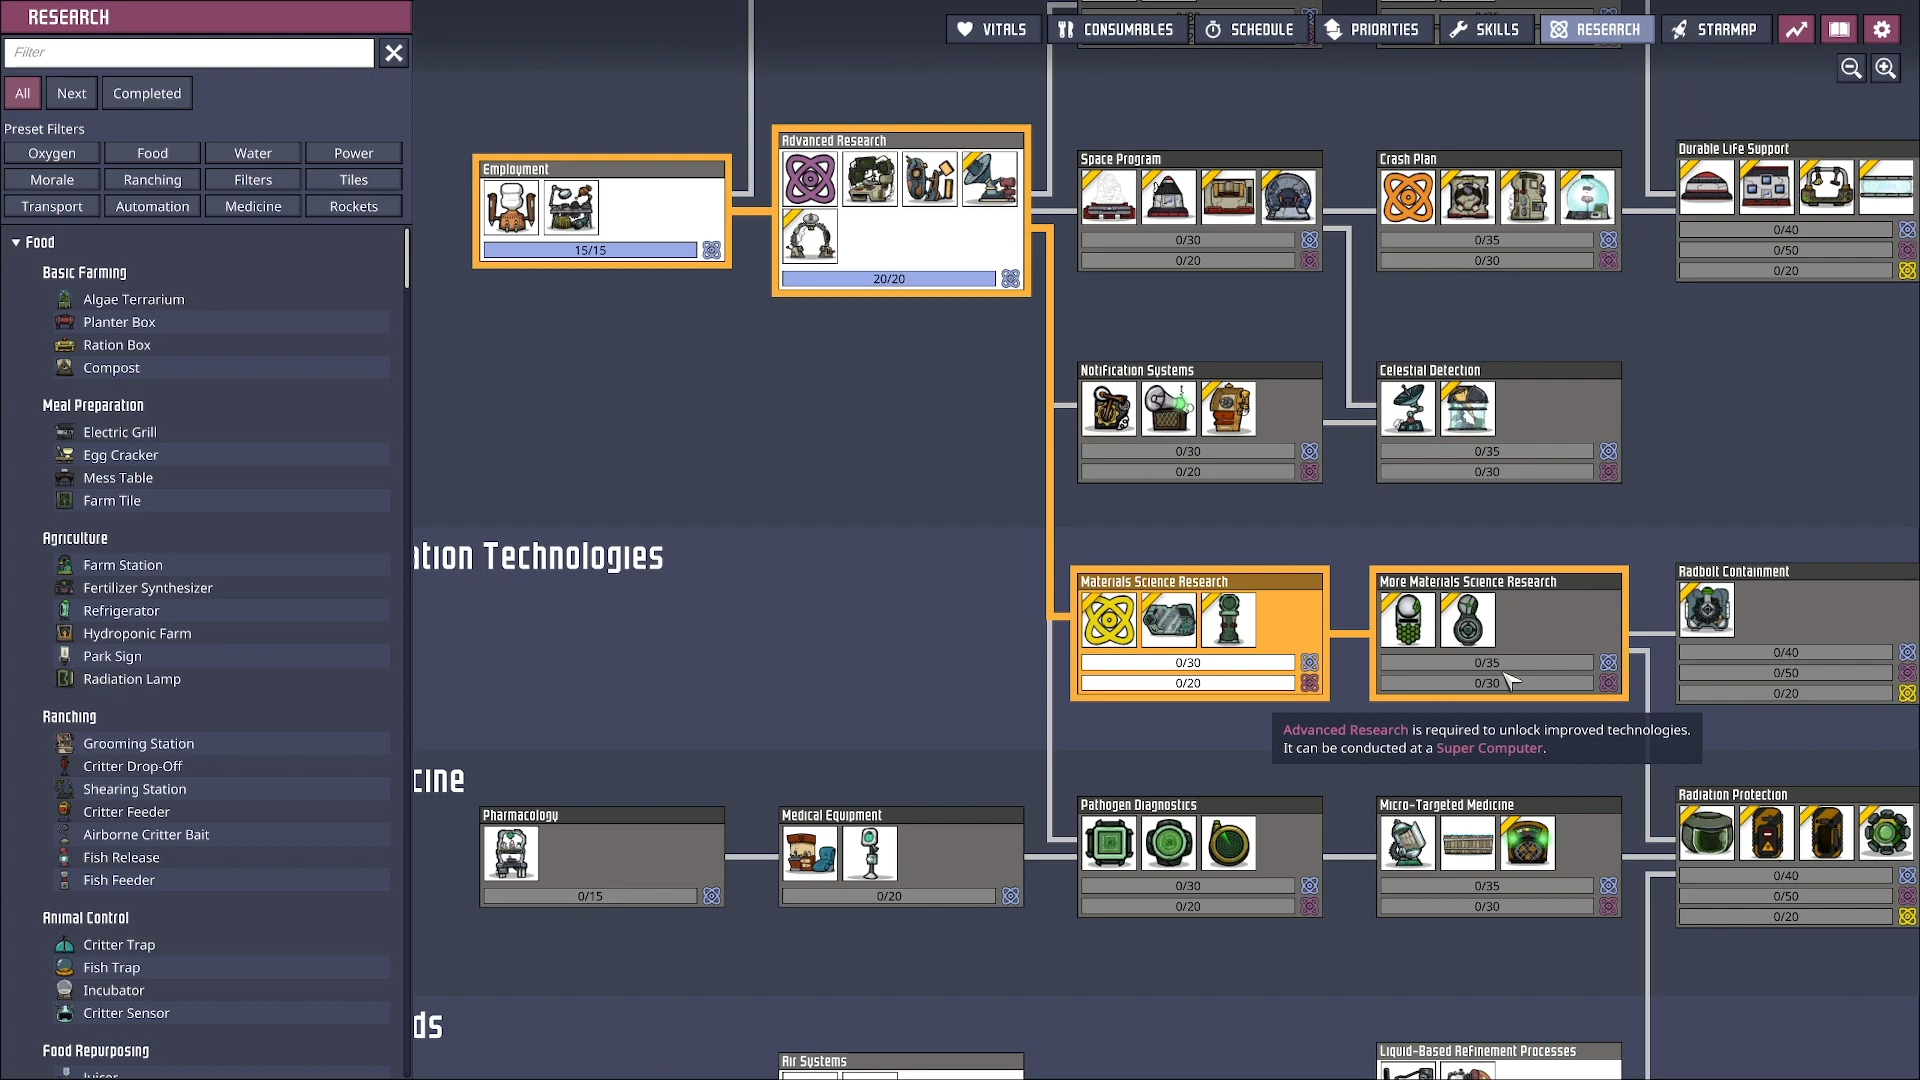 RESEARCH
Filter
All
Next
Completed
Preset Filters
Oxygen
Food
Water
Power
Morale
Ranching
Filters
Tiles
Transport
Automation
Medicine
Rockets
Food
Basic Farming
Algae Terrarium
Planter Box
Ration Box
Compost
Meal Preparation
Electric Grill
Egg Cracker
Mess Table
Farm Tile
Agriculture
Farm Station
Fertilizer Synthesizer
Refrigerator
Hydroponic Farm
Park Sign
Radiation Lamp
Ranching
Grooming Station
Critter Drop-Off
Shearing Station
Critter Feeder
Airborne Critter Bait
Fish Release
Fish Feeder
Animal Control
Critter Trap
Fish Trap
Incubator
Critter Sensor
Food Repurposing
Juicer
VITALS
CONSUMABLES
SCHEDULE
PRIORITIES
SKILLS
RESEARCH
STARMAP
Employment
15/15
Advanced Research
20/20
Space Program
0/30
0/20
Crash Plan
0/35
0/30
Durable Life Support
0/40
0/50
0/20
Notification Systems
0/30
0/20
Celestial Detection
0/35
0/30
ation Technologies
Materials Science Research
0/30
0/20
More Materials Science Research
0/35
0/30
Radbolt Containment
0/40
0/50
0/20
Advanced Research is required to unlock improved technologies.
It can be conducted at a Super Computer.
cine
Pharmacology
0/15
Medical Equipment
0/20
Pathogen Diagnostics
0/30
0/20
Micro-Targeted Medicine
0/35
0/30
Radiation Protection
0/40
0/50
0/20
ds
Air Systems
Liquid-Based Refinement Processes